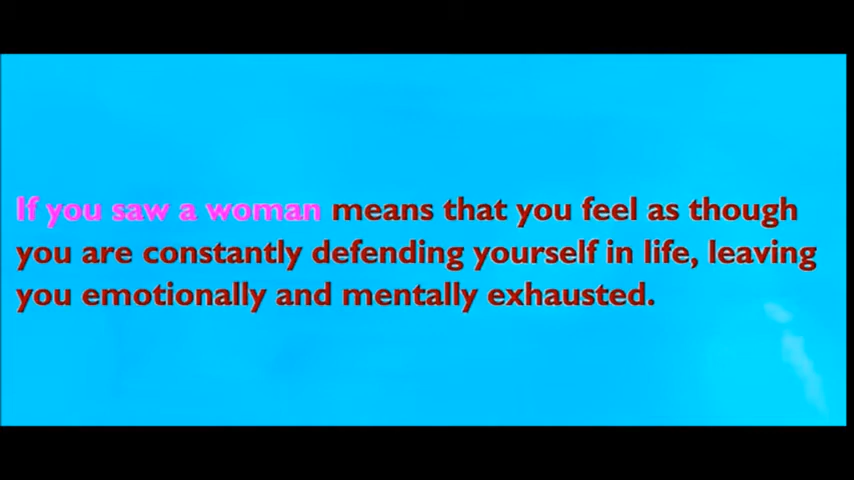 If you saw a woman means that you feel as though
you are constantly defending yourself in life, leaving
you emotionally and mentally exhausted.